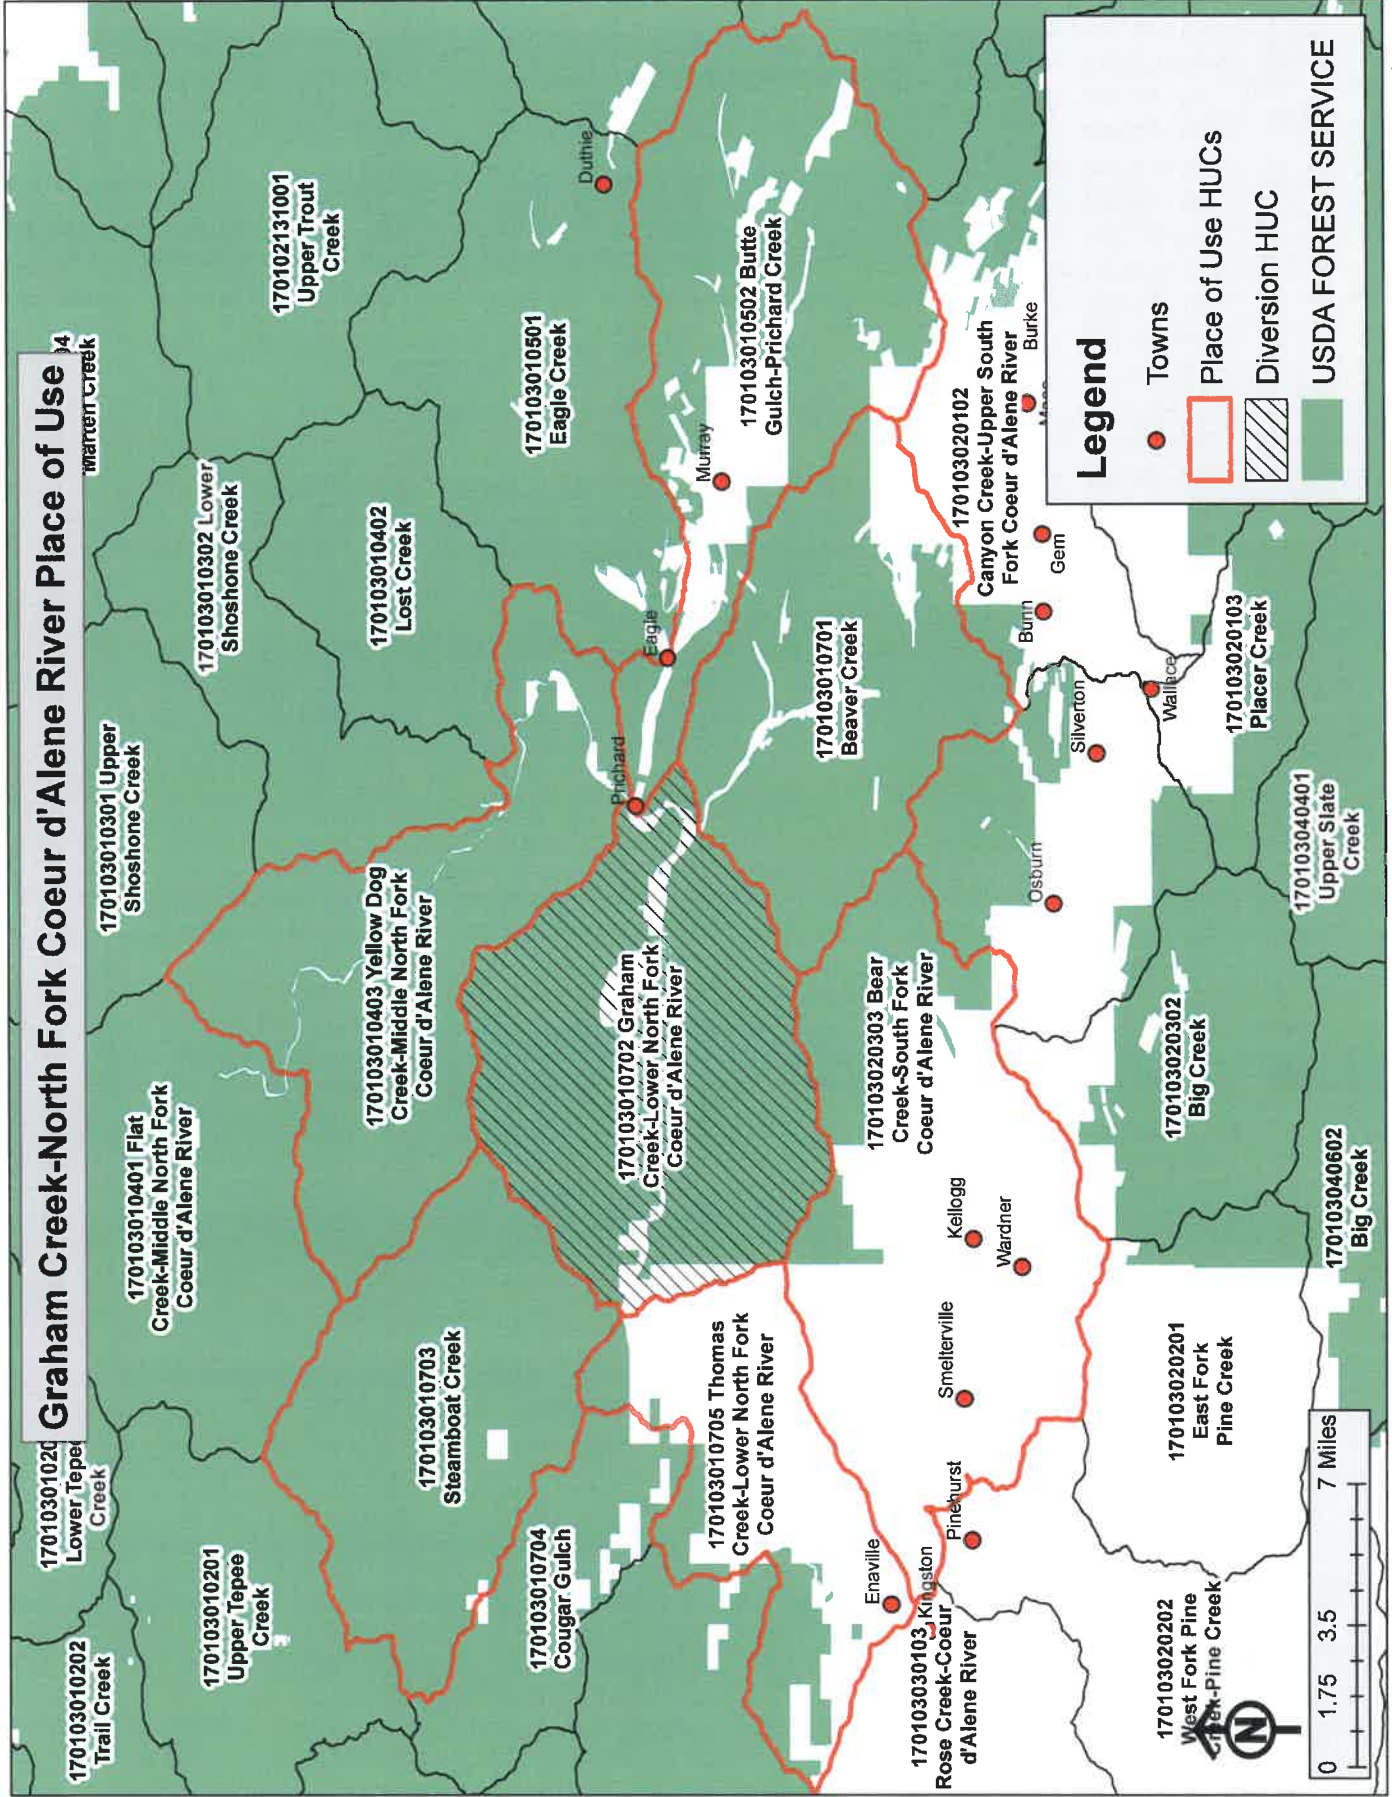 Graham Creek-North Fork Coeur d'Alene River Place of Use
Lower Tepee
Creek
Marten Creek
170103010202
Trail Creek
170103010201
Upper Tepee
Creek
170103010401 Flat
Creek-Middle North Fork
Coeur d'Alene River
170103010301 Upper
Shoshone Creek
170103010302 Lower
Shoshone Creek
170102131001
Upper Trout
Creek
170103010402
Lost Creek
170103010403 Yellow Dog
Creek-Middle North Fork
Coeur d'Alene River
170103010501
Eagle Creek
Duthie
170103010703
Steamboat Creek
170103010704
Cougar Gulch
170103010702 Graham
Creek-Lower North Fork
Coeur d'Alene River
Prichard
Eagle
Murray
170103010502 Butte
Gulch-Prichard Creek
170103010705 Thomas
Creek-Lower North Fork
Coeur d'Alene River
170103010701
Beaver Creek
170103020303 Bear
Creek-South Fork
Coeur d'Alene River
170103020102
Canyon Creek-Upper South
Fork Coeur d'Alene River
Enaville
Kingston
Pinehurst
Smelterville
Kellogg
Wardner
Osburn
Silverton
Wallace
Bunn
Gem
Burke
170103030103
Rose Creek-Coeur
d'Alene River
170103020202
West Fork Pine
Creek-Pine Creek
170103020201
East Fork
Pine Creek
170103020302
Big Creek
170103020103
Placer Creek
170103040401
Upper Slate
Creek
170103040602
Big Creek
Legend
Towns
Place of Use HUCs
Diversion HUC
USDA FOREST SERVICE
N
0 1.75 3.5 7 Miles